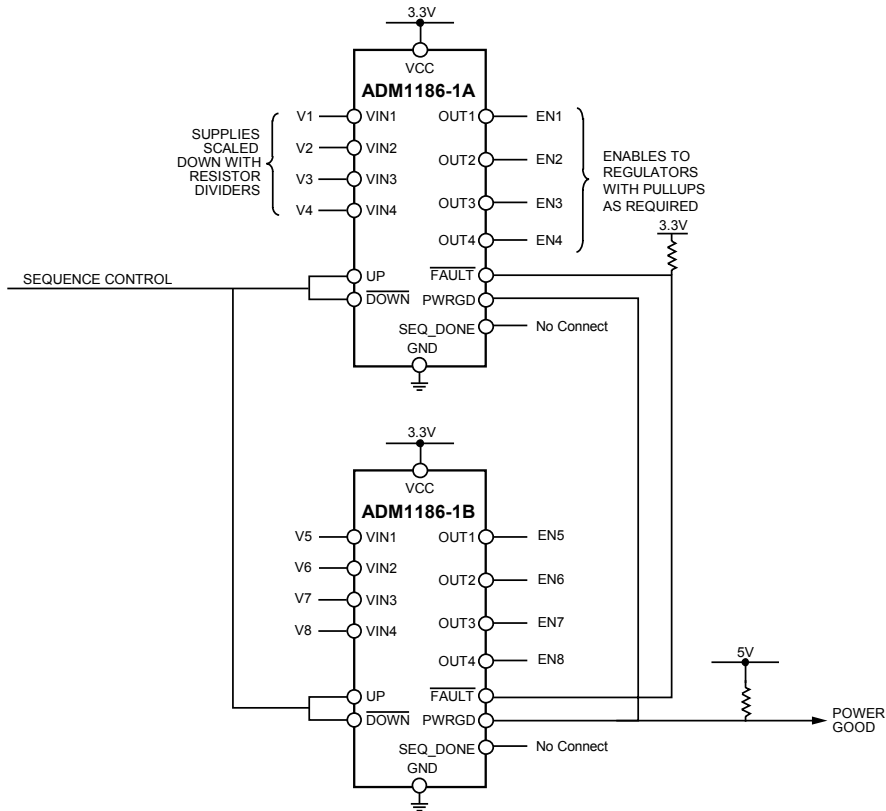 3.3V
VCC
ADM1186-1A
V1
VIN1
OUT1
EN1
V2
VIN2
OUT2
EN2
V3
VIN3
OUT3
EN3
V4
VIN4
OUT4
EN4
SUPPLIES
SCALED
DOWN WITH
RESISTOR
DIVIDERS
ENABLES TO
REGULATORS
WITH PULLUPS
AS REQUIRED
3.3V
SEQUENCE CONTROL
UP
DOWN
FAULT
PWRGD
SEQ_DONE
No Connect
GND
3.3V
VCC
ADM1186-1B
V5
VIN1
OUT1
EN5
V6
VIN2
OUT2
EN6
V7
VIN3
OUT3
EN7
V8
VIN4
OUT4
EN8
UP
DOWN
FAULT
PWRGD
5V
POWER
GOOD
SEQ_DONE
No Connect
GND